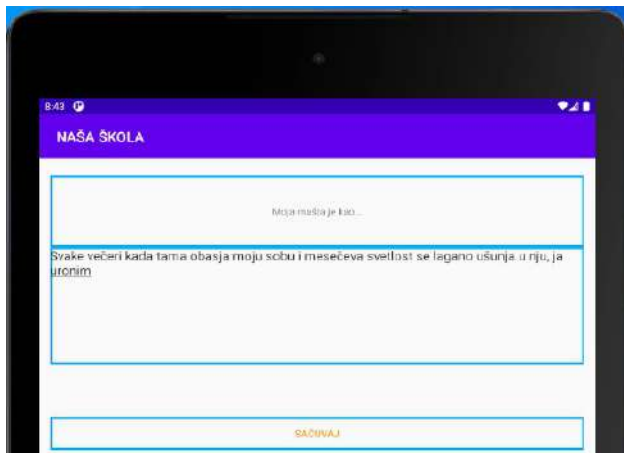 8:43
NAŠA ŠKOLA
Moja mašta je kao...
Svake večeri kada tama obasja moju sobu i mesečeva svetlost se lagano ušunja u nju, ja
uronim
SAČUVAJ